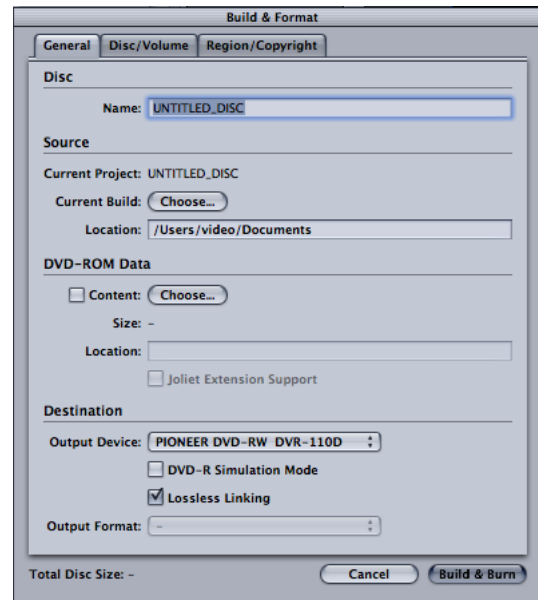 Build & Format
General Disc/Volume Region/Copyright
Disc
Name: UNTITLED_DISC
Source
Current Project: UNTITLED_DISC
Current Build: Choose...
Location: /Users/video/Documents
DVD-ROM Data
Content: Choose...
Size: –
Location:
Joliet Extension Support
Destination
Output Device: PIONEER DVD-RW DVR-110D
DVD-R Simulation Mode
Lossless Linking
Output Format: –
Total Disc Size: – Cancel Build & Burn